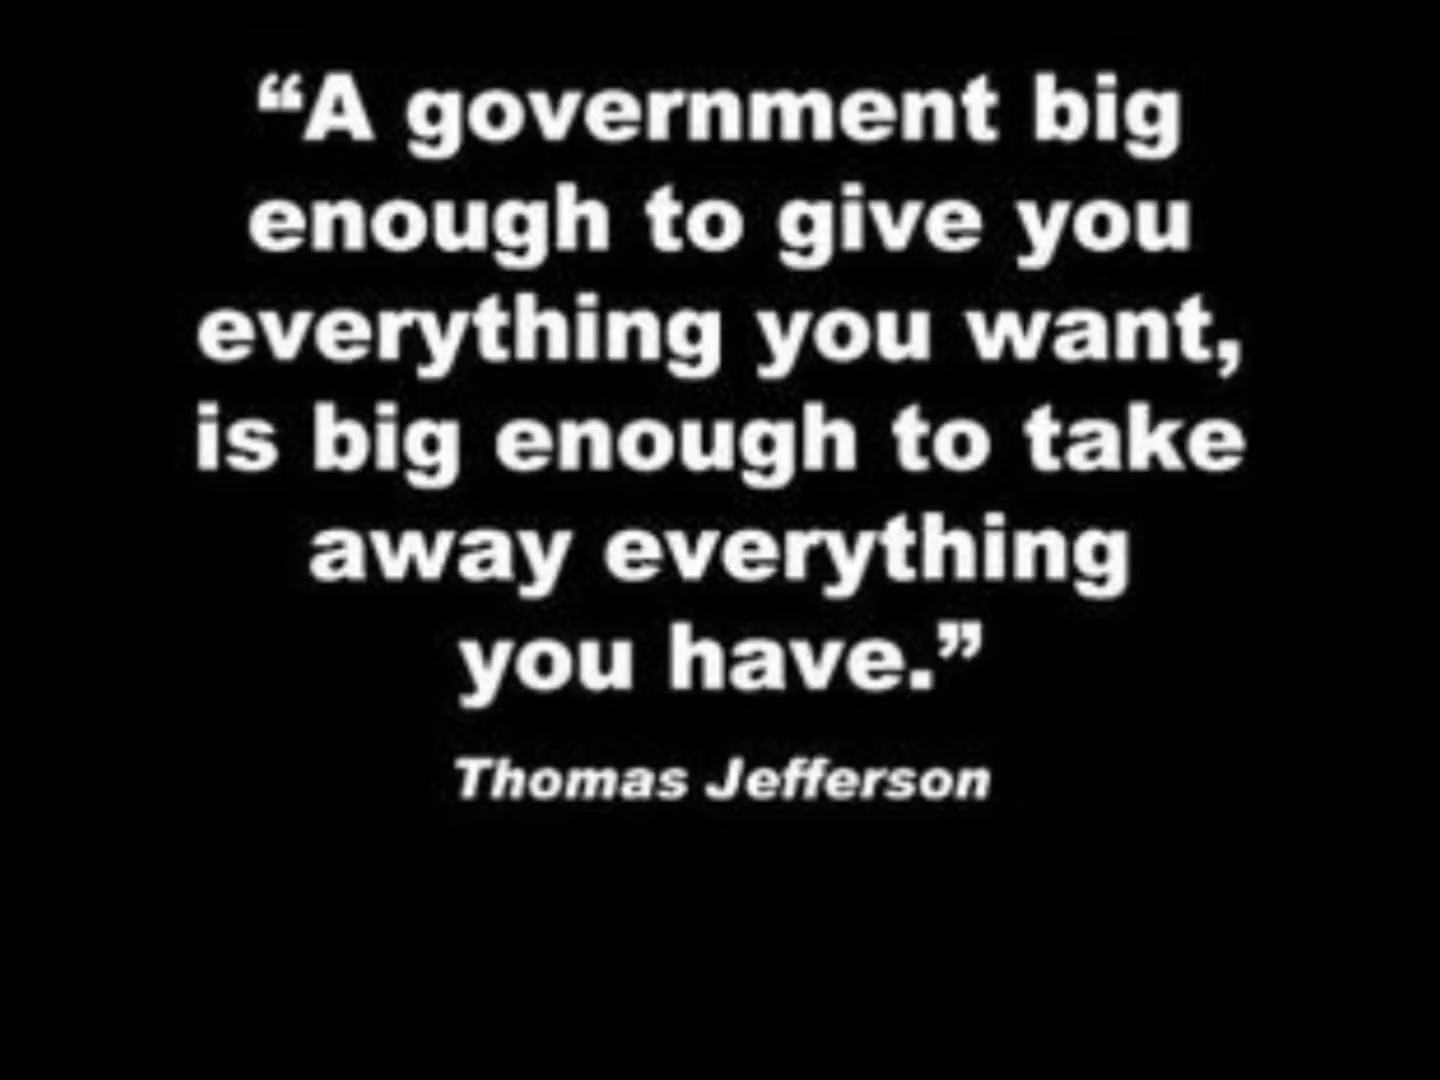 “A government big
enough to give you
everything you want,
is big enough to take
away everything
you have.”
Thomas Jefferson